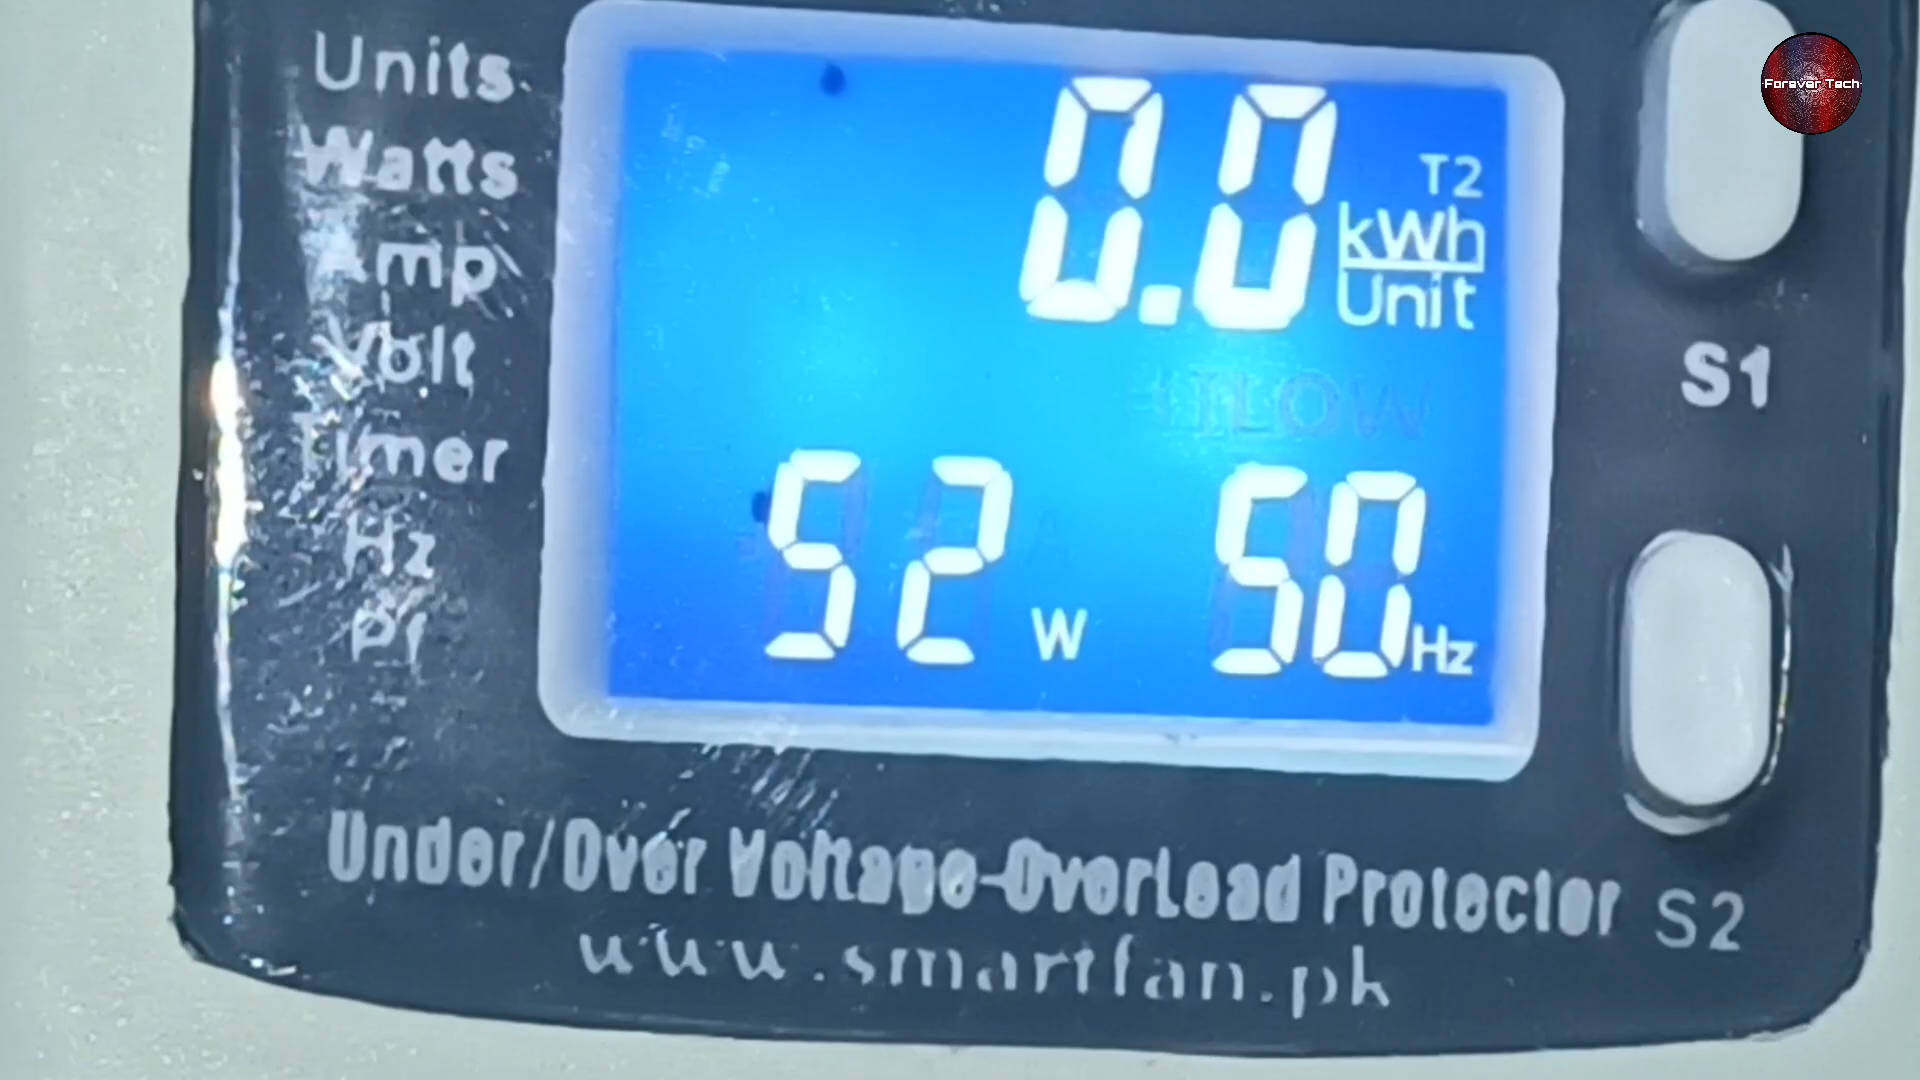 Units
Watts
Amp
Volt
Timer
Hz
Pf
0.0
T2
kWh
Unit
52 W
50 Hz
S1
S2
Under/Over Voltage-OverLoad Protector
www.smartfan.pk
Forever Tech